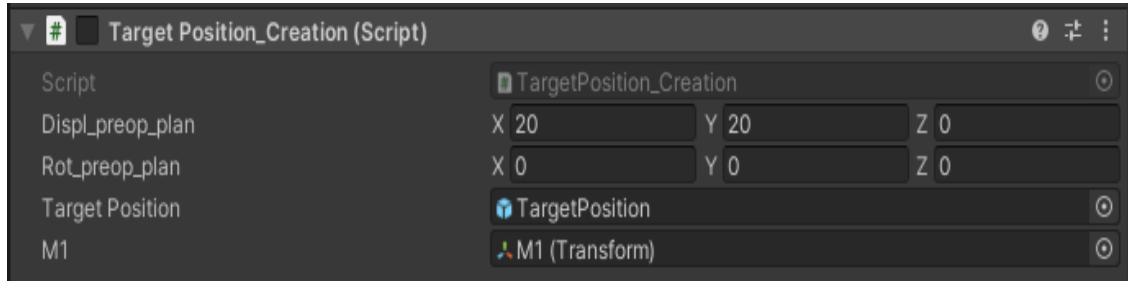 # Target Position_Creation (Script)
Script # TargetPosition_Creation
Displ_preop_plan X 20 Y 20 Z 0
Rot_preop_plan X 0 Y 0 Z 0
Target Position TargetPosition
M1 M1 (Transform)